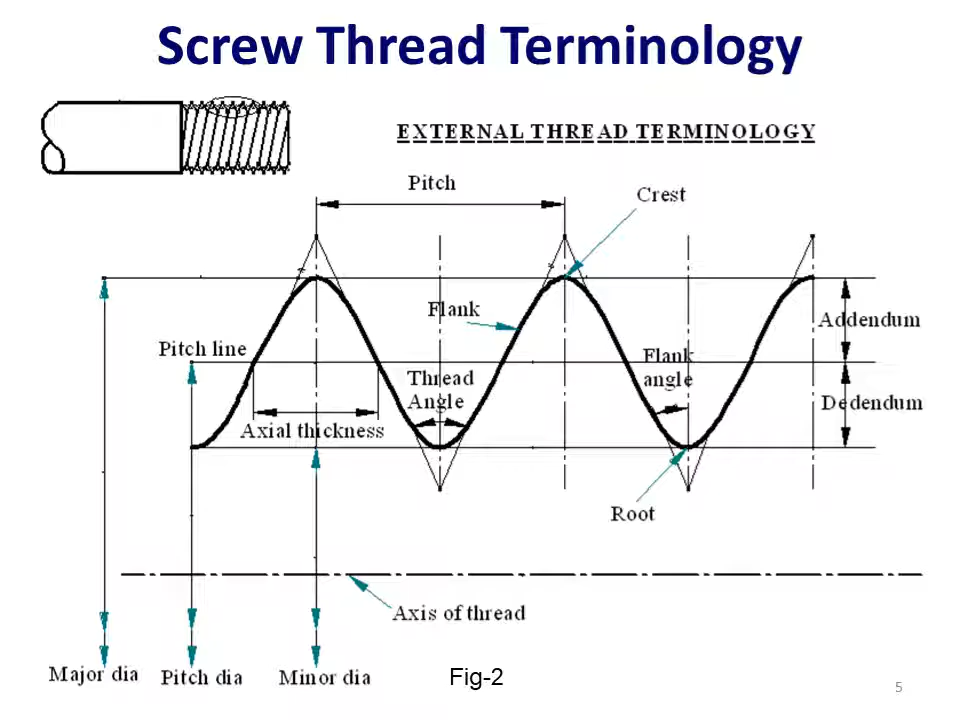 Screw Thread Terminology
EXTERNAL THREAD TERMINOLOGY
Pitch
Crest
Flank
Addendum
Pitch line
Flank
angle
Thread
Angle
Dedendum
Axial thickness
Root
Axis of thread
Major dia
Pitch dia
Minor dia
Fig-2
5